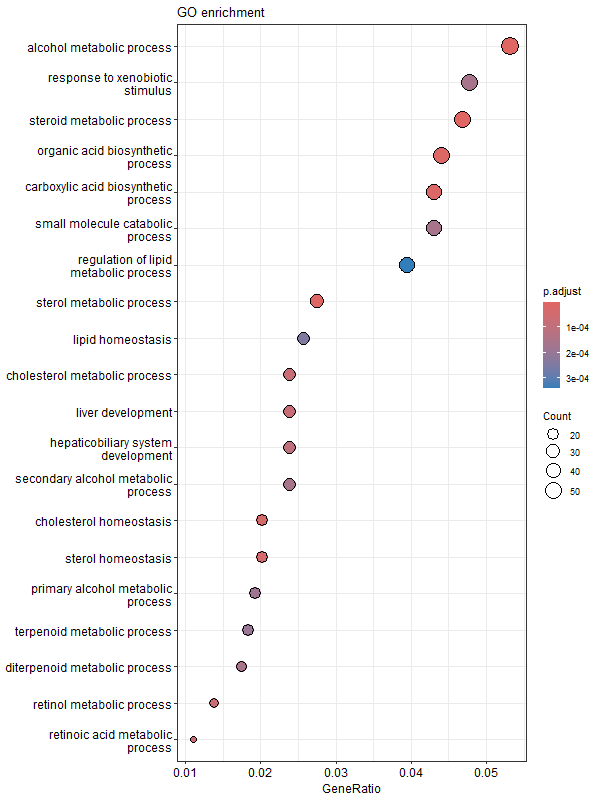 GO enrichment
alcohol metabolic process
response to xenobiotic
stimulus
steroid metabolic process
organic acid biosynthetic
process
carboxylic acid biosynthetic
process
small molecule catabolic
process
regulation of lipid
metabolic process
sterol metabolic process
lipid homeostasis
cholesterol metabolic process
liver development
hepaticobiliary system
development
secondary alcohol metabolic
process
cholesterol homeostasis
sterol homeostasis
primary alcohol metabolic
process
terpenoid metabolic process
diterpenoid metabolic process
retinol metabolic process
retinoic acid metabolic
process
0.01 0.02 0.03 0.04 0.05
GeneRatio
p.adjust
1e-04
2e-04
3e-04
Count
20
30
40
50